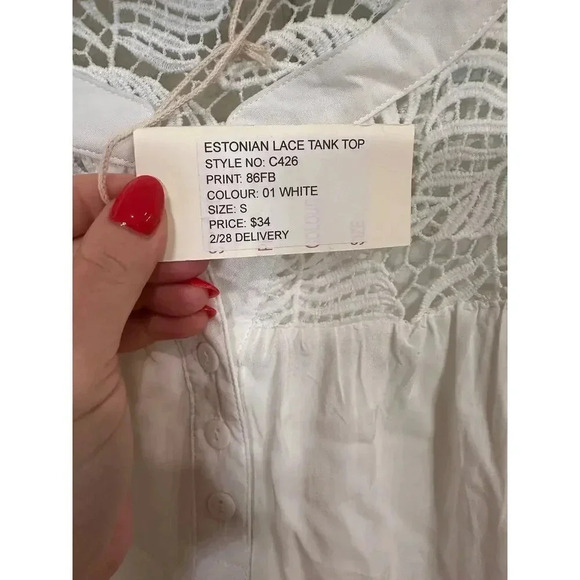 ESTONIAN LACE TANK TOP
STYLE NO: C426
PRINT: 86FB
COLOUR: 01 WHITE
SIZE: S
PRICE: $34
2/28 DELIVERY